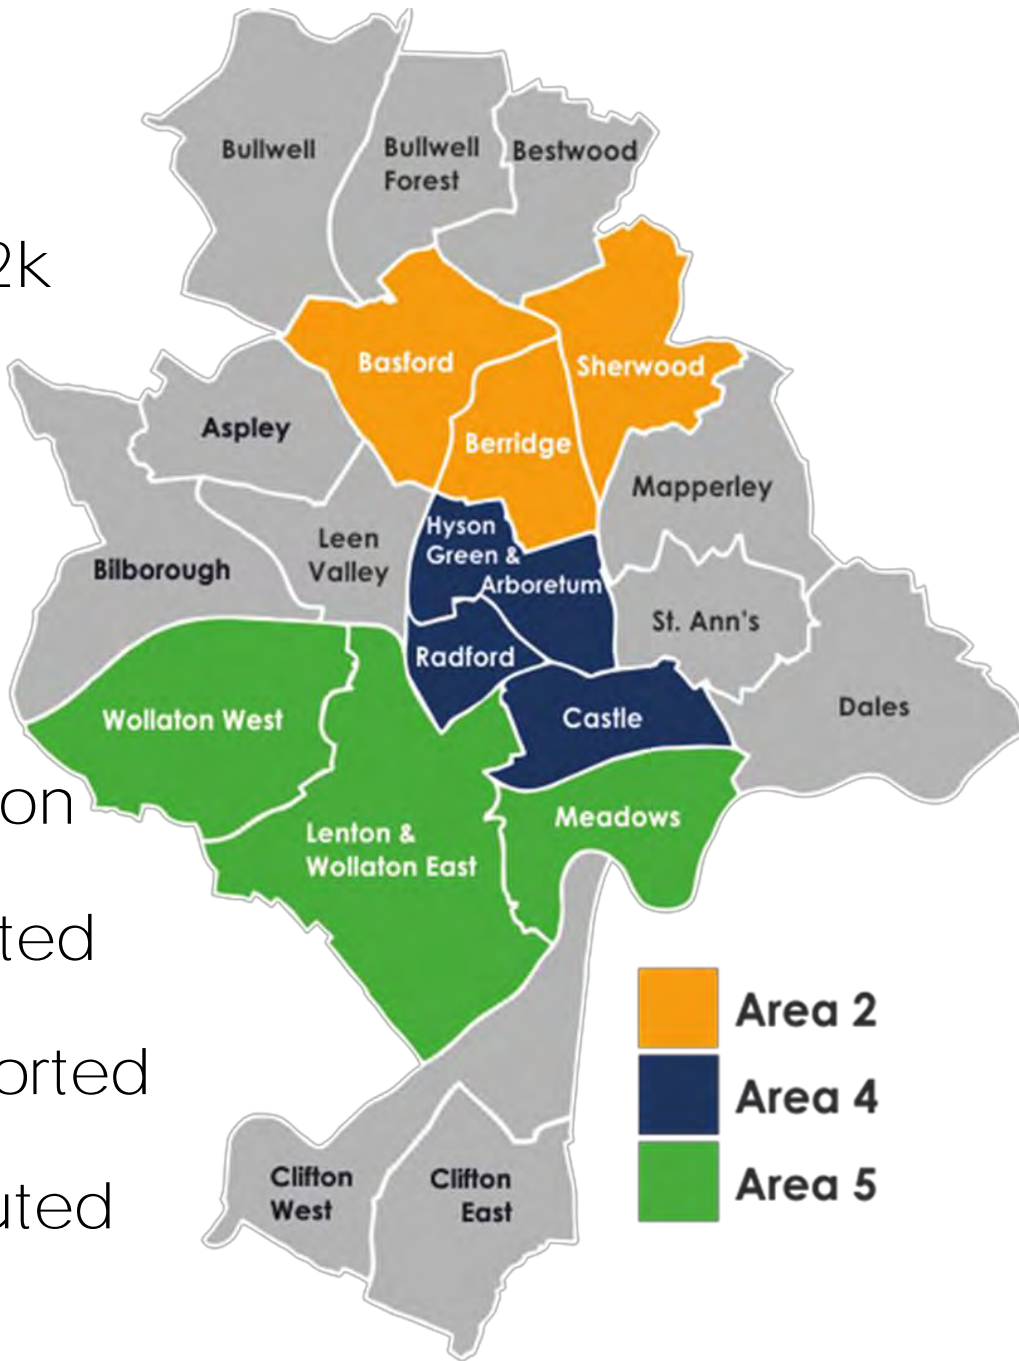 Bullwell
Bullwell
Forest
Bestwood
2k
Basford
Sherwood
Aspley
Berridge
Mapperley
Hyson
Green &
Arboretum
Leen
Valley
Bilborough
St. Ann's
Radford
Wollaton West
Castle
Dales
on
Meadows
Lenton &
Wollaton East
ted
Area 2
orted
Area 4
Clifton
West
Clifton
East
Area 5
uted